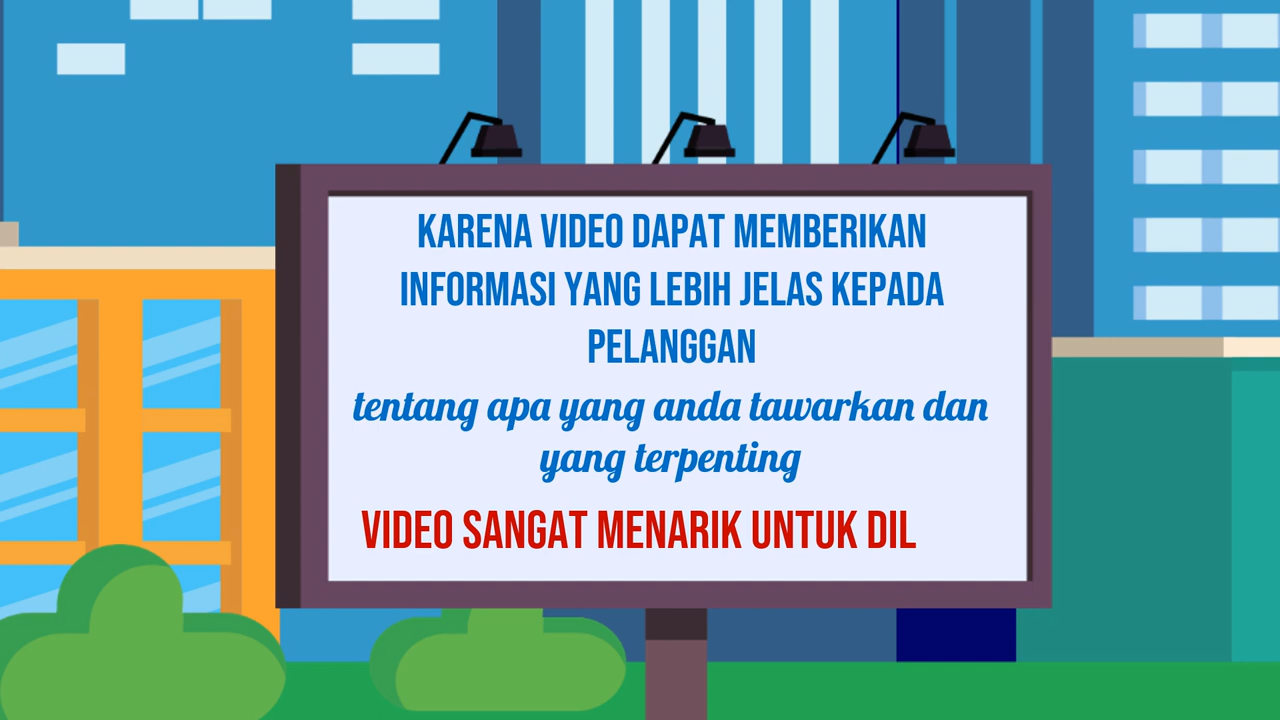 KARENA VIDEO DAPAT MEMBERIKAN
INFORMASI YANG LEBIH JELAS KEPADA
PELANGGAN
tentang apa yang anda tawarkan dan
yang terpenting
VIDEO SANGAT MENARIK UNTUK DIL